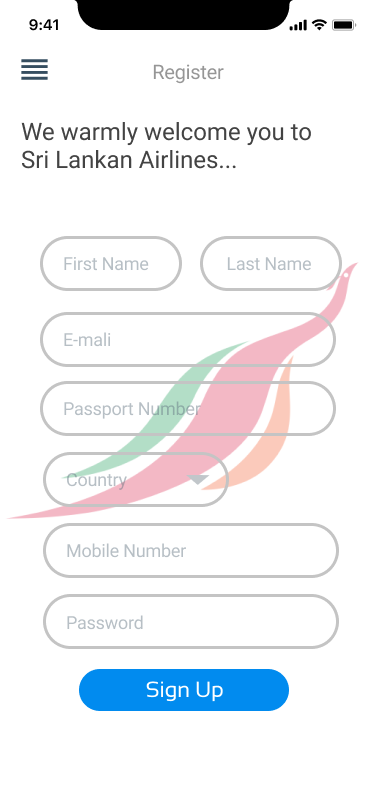 9:41
Register
We warmly welcome you to
Sri Lankan Airlines...
First Name
Last Name
E-mali
Passport Number
Country
Mobile Number
Password
Sign Up